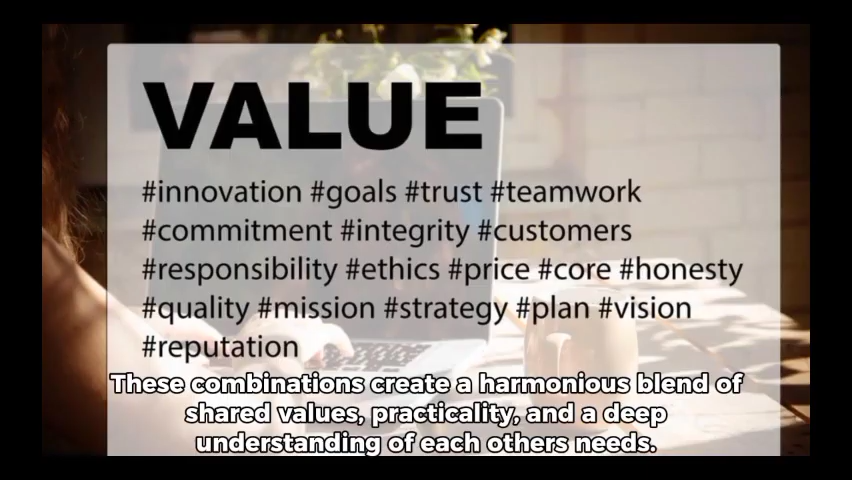 VALUE
#innovation #goals #trust #teamwork
#commitment #integrity #customers
#responsibility #ethics #price #core #honesty
#quality #mission #strategy #plan #vision
#reputation
These combinations create a harmonious blend of
shared values, practicality, and a deep
understanding of each others needs.